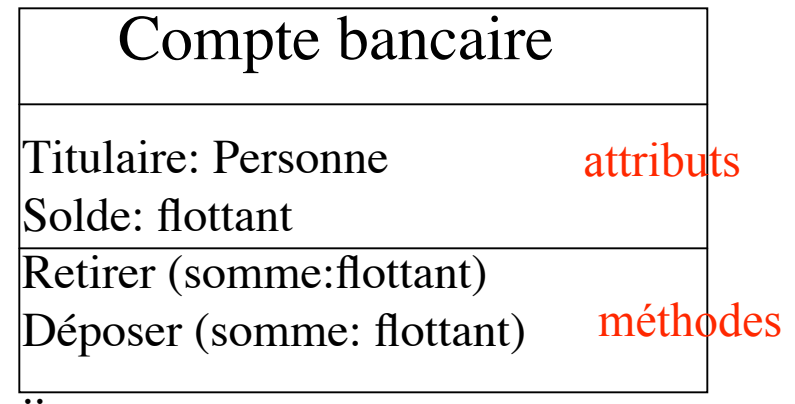 Compte bancaire
Titulaire: Personne
attributs
Solde: flottant
Retirer (somme:flottant)
Déposer (somme: flottant)
méthodes